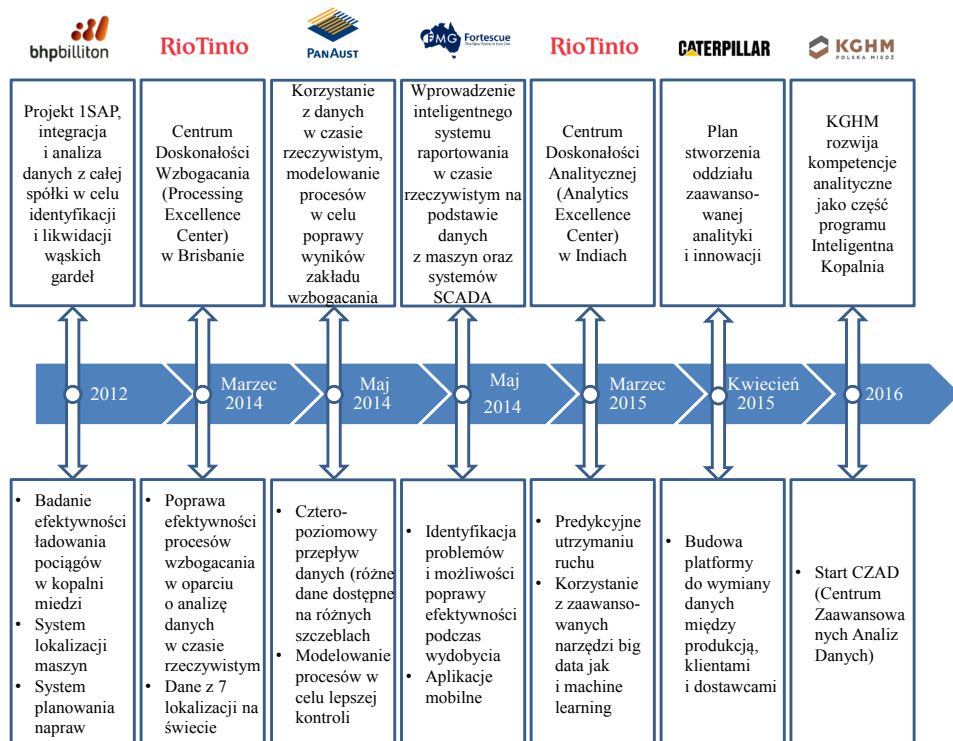 bhpbilliton
RioTinto
PANAUST
FMG Fortescue
The New Force in Iron Ore
RioTinto
CATERPILLAR
KGHM
POLSKA MIEDŹ
Projekt 1SAP,
integracja
i analiza
danych z całej
spółki w celu
identyfikacji
i likwidacji
wąskich
gardeł
Centrum
Doskonałości
Wzbogacania
(Processing
Excellence
Center)
w Brisbanie
Korzystanie
z danych
w czasie
rzeczywistym,
modelowanie
procesów
w celu
poprawy
wyników
zakładu
wzbogacania
Wprowadzenie
inteligentnego
systemu
raportowania
w czasie
rzeczywistym na
podstawie
danych
z maszyn oraz
systemów
SCADA
Centrum
Doskonałości
Analitycznej
(Analytics
Excellence
Center)
w Indiach
Plan
stworzenia
oddziału
zaawanso-
wanej
analityki
i innowacji
KGHM
rozwija
kompetencje
analityczne
jako część
programu
Inteligentna
Kopalnia
2012
Marzec
2014
Maj
2014
Maj
2014
Marzec
2015
Kwiecień
2015
2016
• Badanie
efektywności
ładowania
pociągów
w kopalni
miedzi
• System
lokalizacji
maszyn
• System
planowania
napraw
• Poprawa
efektywności
procesów
wzbogacania
w oparciu
o analizę
danych
w czasie
rzeczywistym
• Dane z 7
lokalizacji na
świecie
• Cztero-
poziomowy
przepływ
danych (różne
dane dostępne
na różnych
szczeblach
• Modelowanie
procesów w
celu lepszej
kontroli
• Identyfikacja
problemów
i możliwości
poprawy
efektywności
podczas
wydobycia
• Aplikacje
mobilne
• Predykcyjne
utrzymaniu
ruchu
• Korzystanie
z zaawanso-
wanych
narzędzi big
data jak
i machine
learning
• Budowa
platformy
do wymiany
danych
między
produkcją,
klientami
i dostawcami
• Start CZAD
(Centrum
Zaawansowa
nych Analiz
Danych)